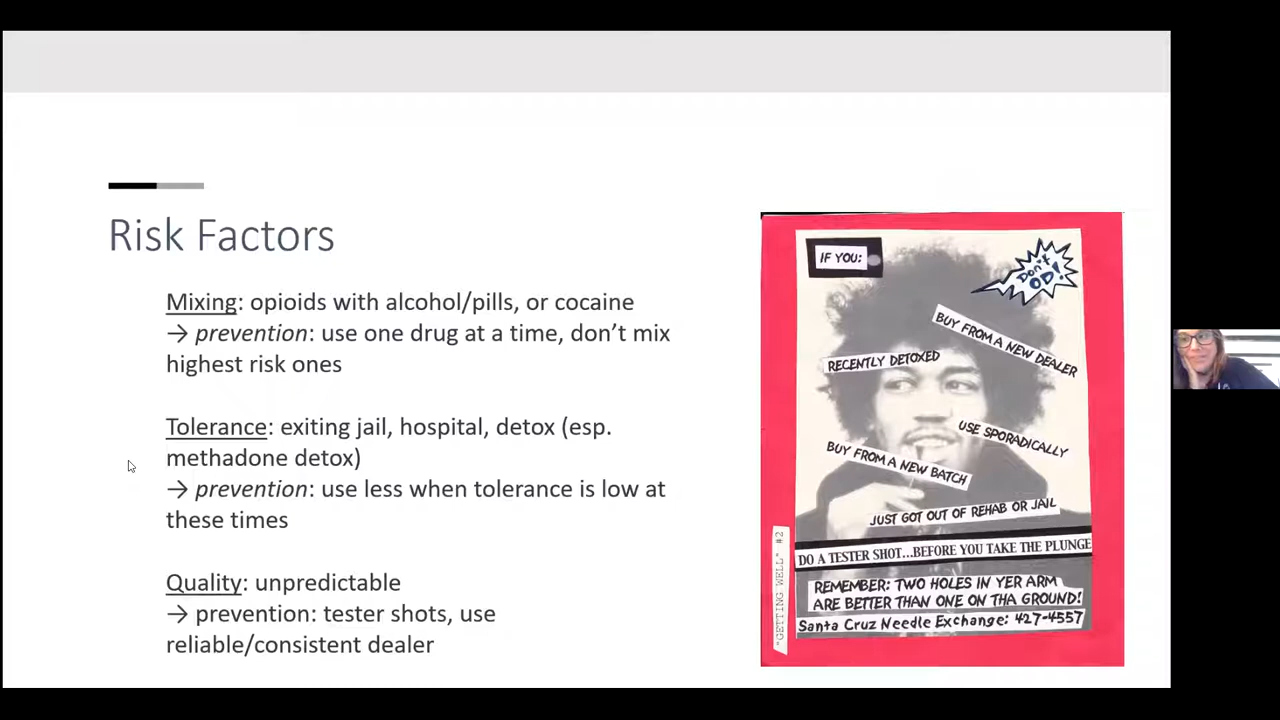 Risk Factors
Mixing: opioids with alcohol/pills, or cocaine
→ prevention: use one drug at a time, don’t mix
highest risk ones
Tolerance: exiting jail, hospital, detox (esp.
methadone detox)
→ prevention: use less when tolerance is low at
these times
Quality: unpredictable
→ prevention: tester shots, use
reliable/consistent dealer
IF YOU:
Don't
OD!
BUY FROM A NEW DEALER
RECENTLY DETOXED
USE SPORADICALLY
BUY FROM A NEW BATCH
JUST GOT OUT OF REHAB OR JAIL
DO A TESTER SHOT...BEFORE YOU TAKE THE PLUNGE
REMEMBER: TWO HOLES IN YER ARM
ARE BETTER THAN ONE ON THA GROUND!
Santa Cruz Needle Exchange: 427-4557
"GETTING WELL" #2